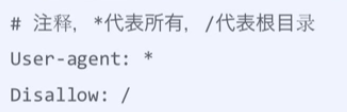 # 注释，*代表所有，/代表根目录
User-agent: *
Disallow: /